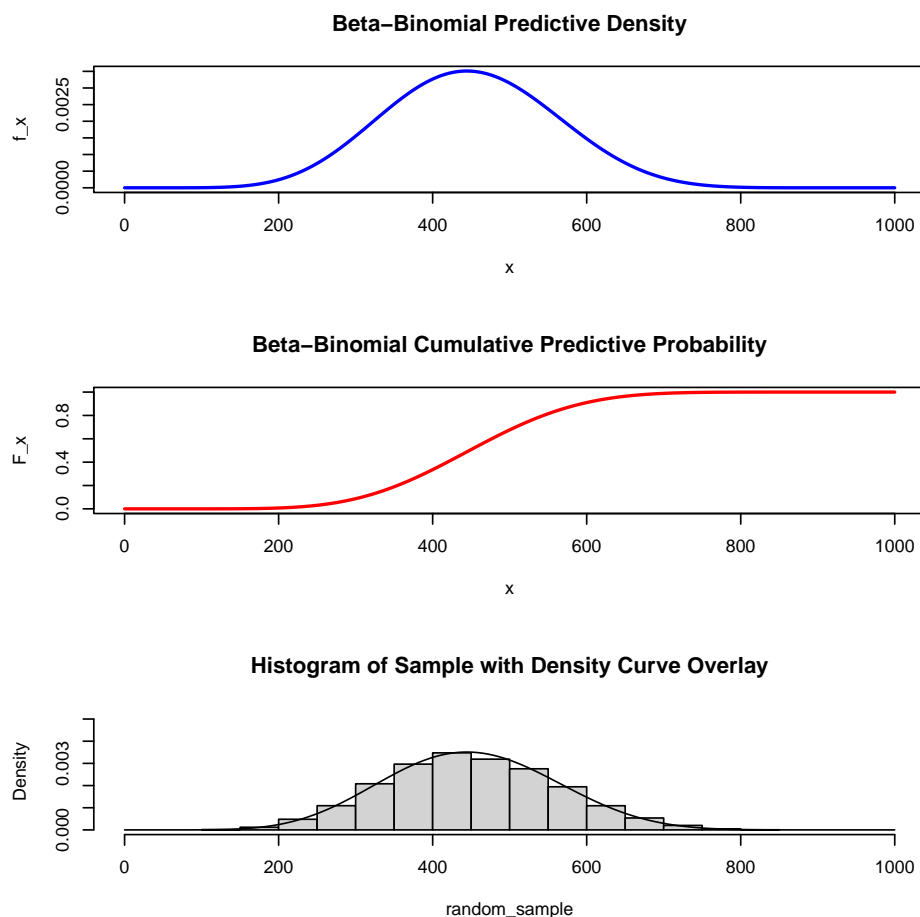 Beta−Binomial Predictive Density
f_x
0.0025
0.0000
0 200 400 600 800 1000
x
Beta−Binomial Cumulative Predictive Probability
F_x
0.8
0.4
0.0
0 200 400 600 800 1000
x
Histogram of Sample with Density Curve Overlay
Density
0.003
0.000
0 200 400 600 800 1000
random_sample